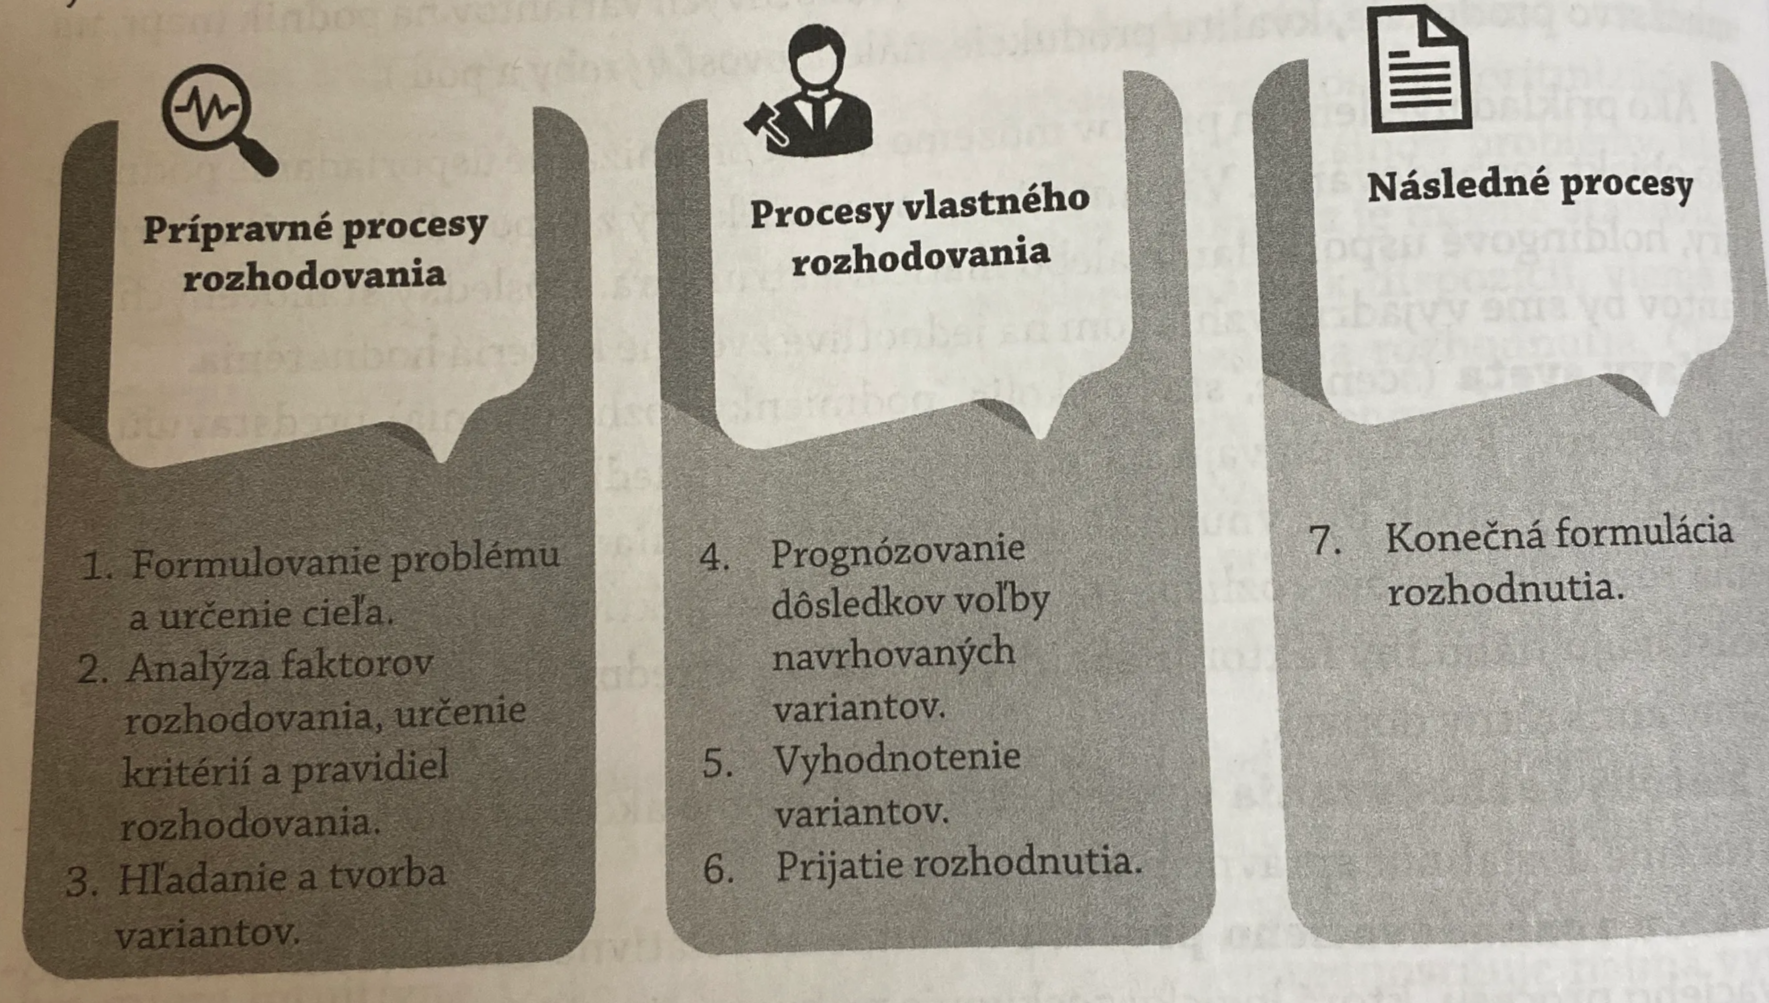 Prípravné procesy
rozhodovania
1. Formulovanie problému
a určenie cieľa.
2. Analýza faktorov
rozhodovania, určenie
kritérií a pravidiel
rozhodovania.
3. Hľadanie a tvorba
variantov.
Procesy vlastného
rozhodovania
4. Prognózovanie
dôsledkov voľby
navrhovaných
variantov.
5. Vyhodnotenie
variantov.
6. Prijatie rozhodnutia.
Následné procesy
7. Konečná formulácia
rozhodnutia.